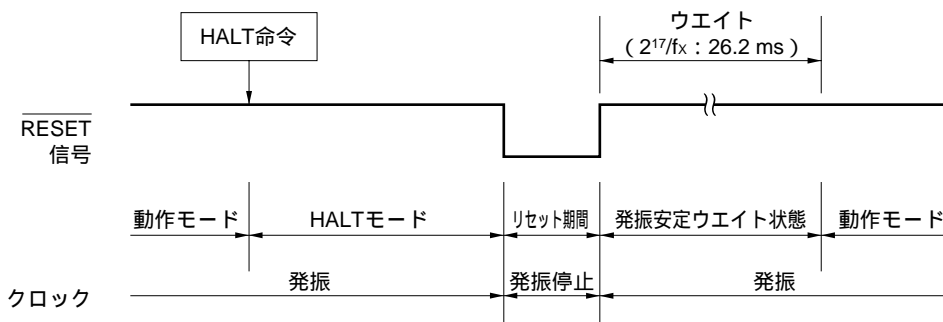 HALT命令
ウエイト
(2¹⁷/fx : 26.2 ms)
RESET
信号
動作モード
HALTモード
リセット期間
発振安定ウエイト状態
動作モード
クロック
発振
発振停止
発振